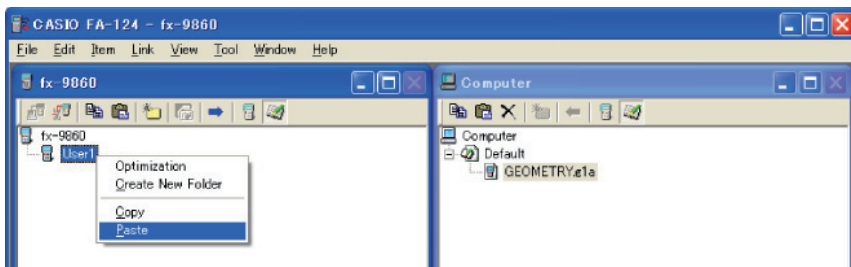 CASIO FA-124 - fx-9860
File Edit Item Link View Tool Window Help
fx-9860
fx-9860
User1
Optimization
Create New Folder
Copy
Paste
Computer
Computer
Default
GEOMETRY.g1a